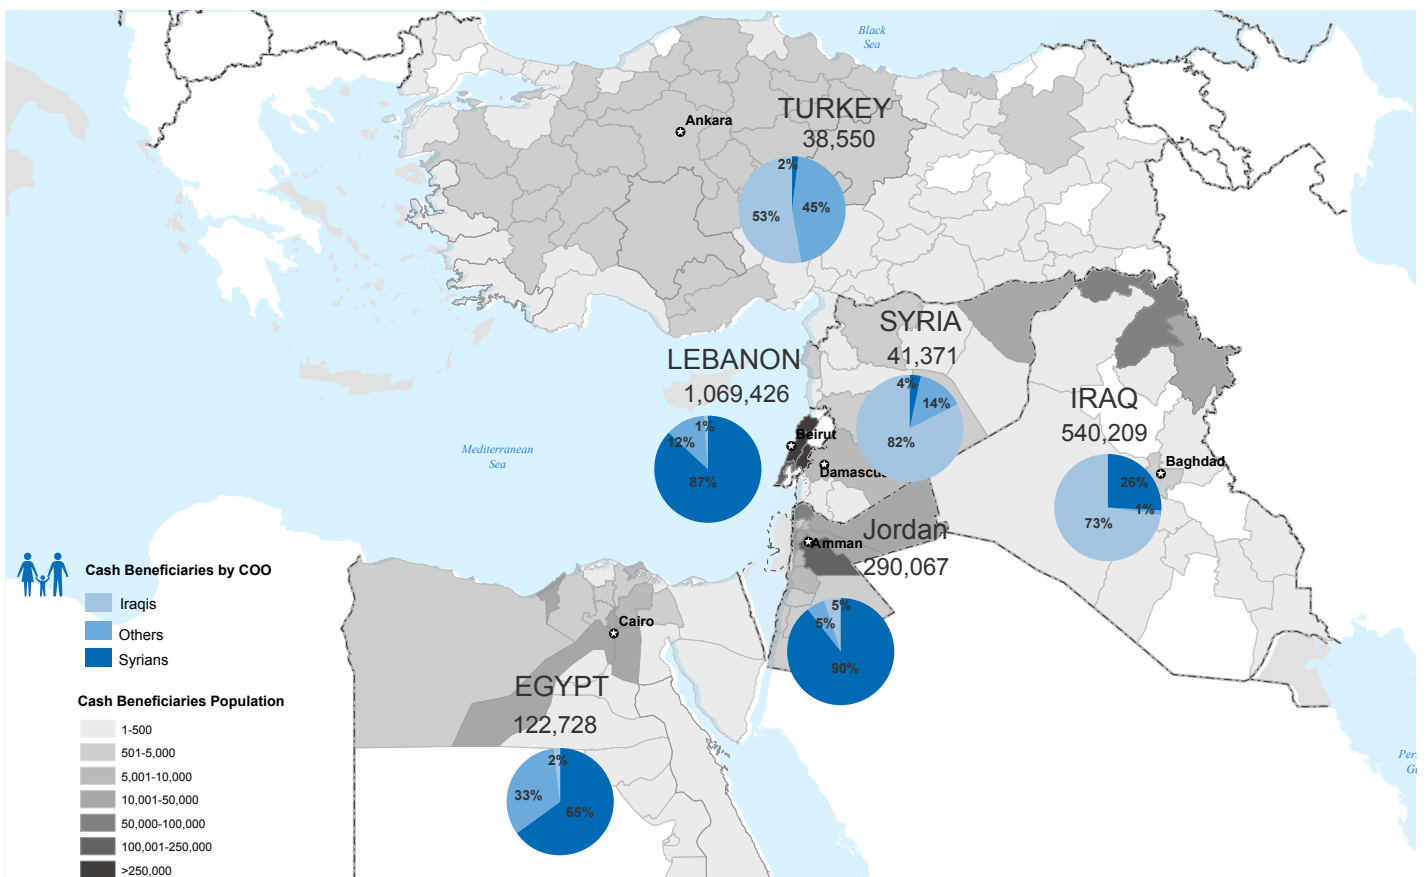 Black
Sea
Ankara
TURKEY
38,550
2%
45%
53%
SYRIA
41,371
4%
14%
82%
LEBANON
1,069,426
1%
12%
87%
Beirut
Damascus
IRAQ
540,209
Baghdad
26%
1%
73%
Mediterranean
Sea
Jordan
290,067
Amman
5%
5%
90%
Cairo
EGYPT
122,728
2%
33%
65%
Cash Beneficiaries by COO
Iraqis
Others
Syrians
Cash Beneficiaries Population
1-500
501-5,000
5,001-10,000
10,001-50,000
50,000-100,000
100,001-250,000
>250,000